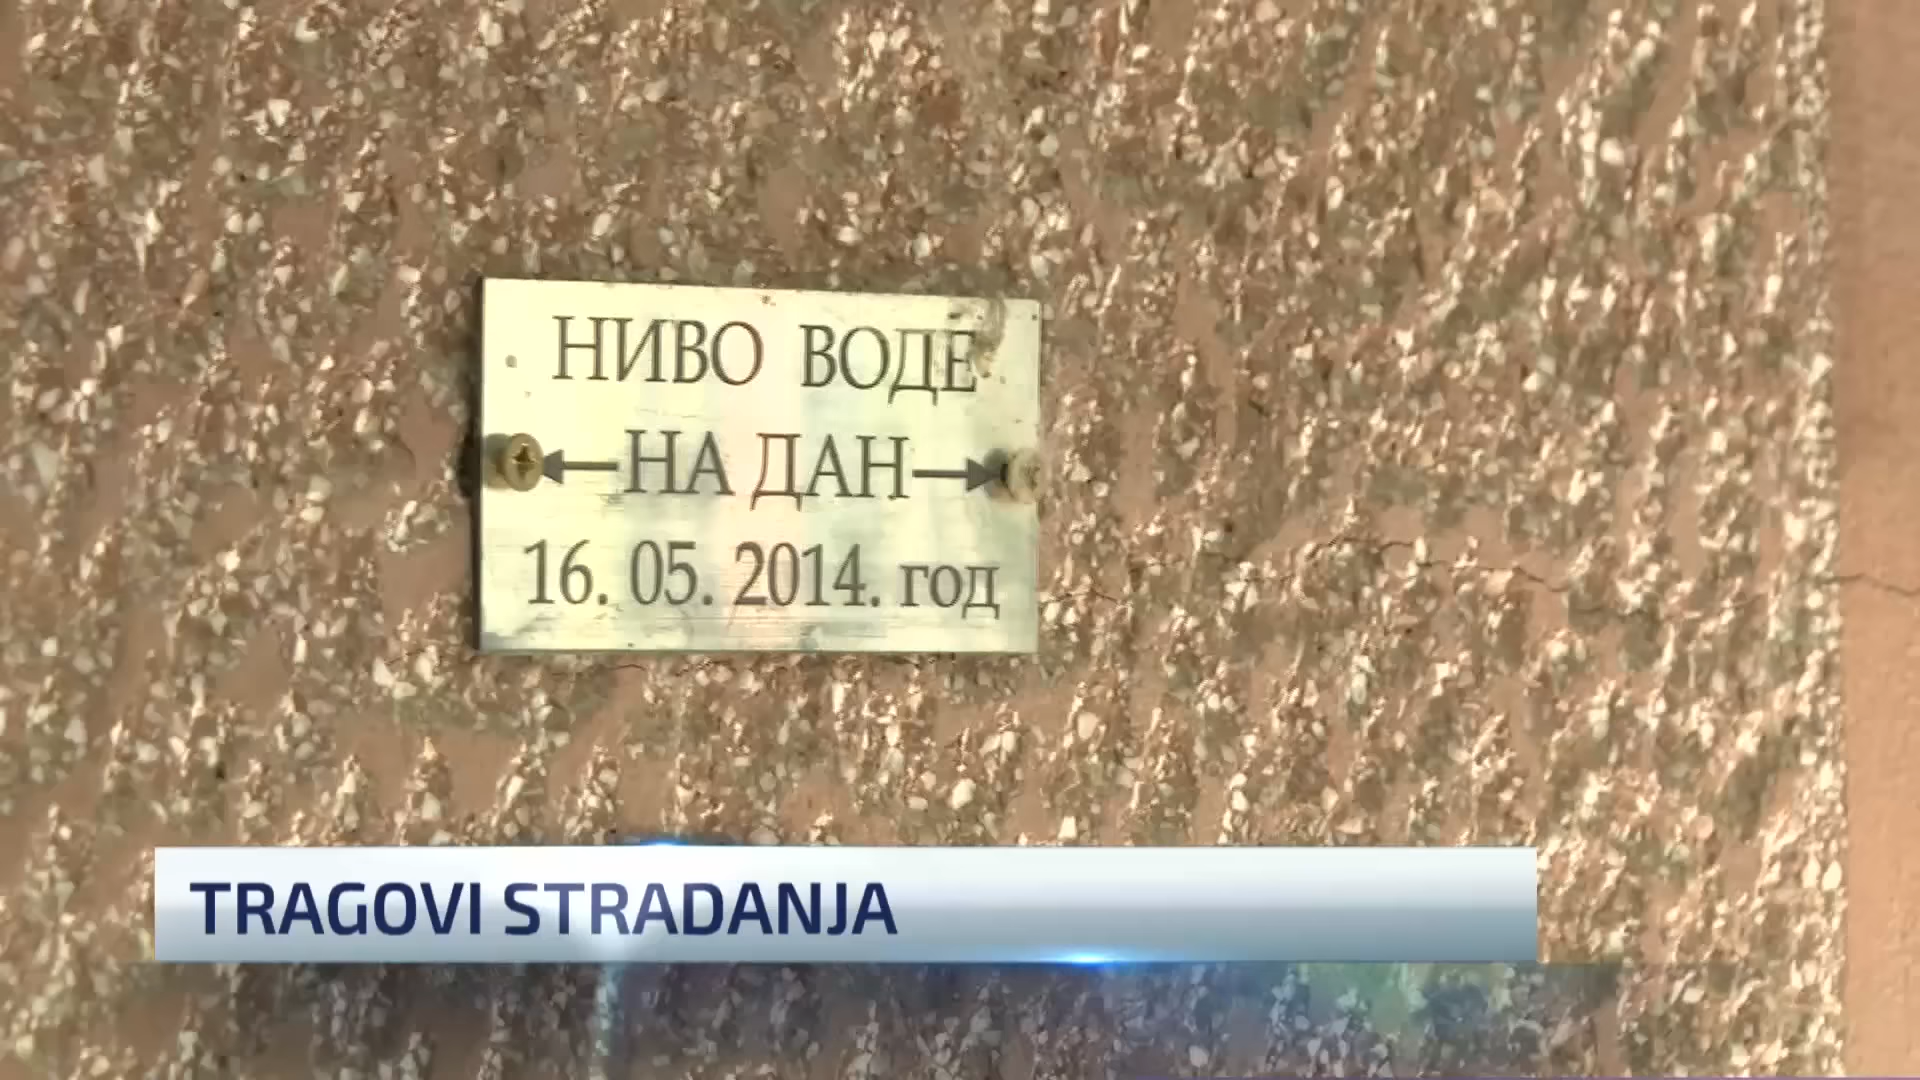 НИВО ВОДЕ
НА ДАН
16. 05. 2014. год
TRAGOVI STRADANJA